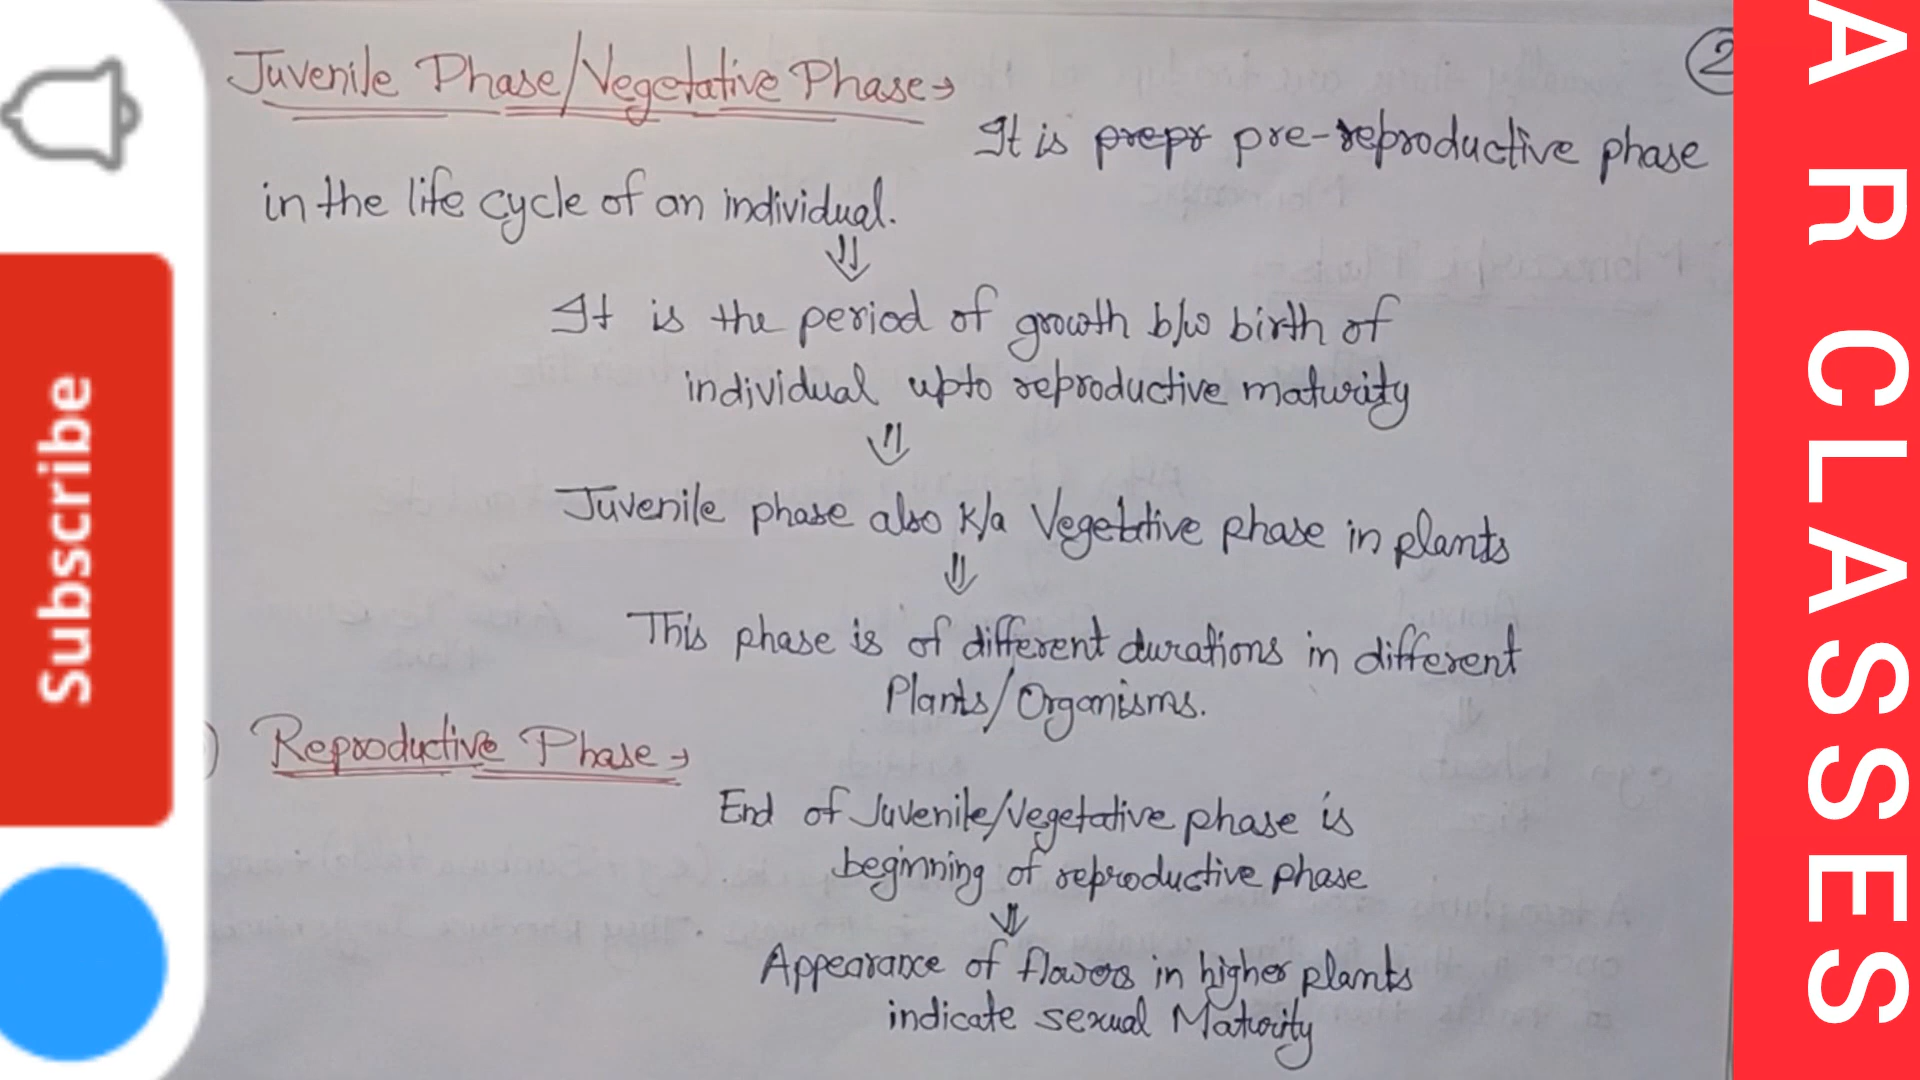 Juvenile Phase/Vegetative Phase→
2
It is prepr pre-reproductive phase
in the life cycle of an individual.
⇓
It is the period of growth b/w birth of
individual upto reproductive maturity
⇓
Juvenile phase also k/a Vegetative phase in plants
⇓
This phase is of different durations in different
Plants/Organisms.
) Reproductive Phase→
End of Juvenile/vegetative phase is
beginning of reproductive phase
⇓
Appearance of flowers in higher plants
indicate sexual Maturity
Subscribe
A R CLASSES